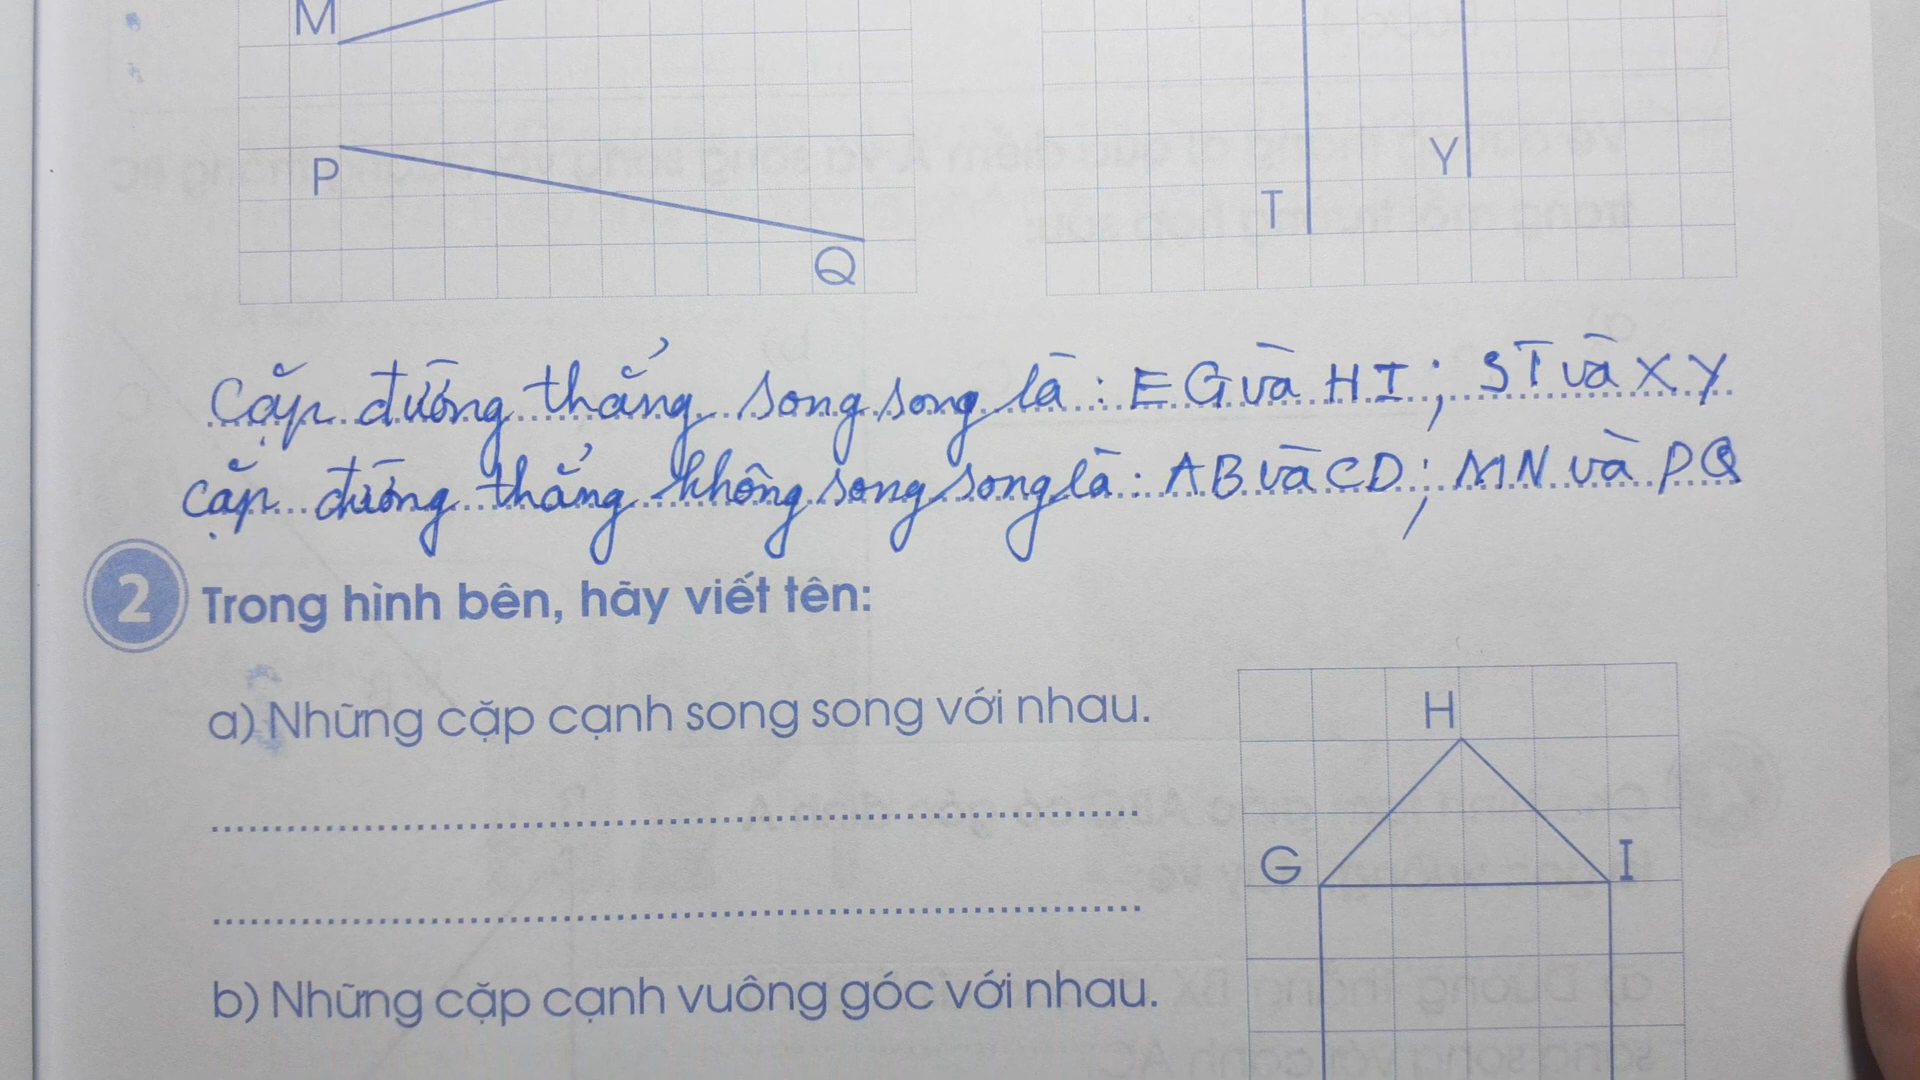 M
P
Q
Y
T
Cặp đường thẳng song song là: EG và HI; ST và XY
Cặp đường thẳng không song song là: AB và CD; MN và PQ
2 Trong hình bên, hãy viết tên:
a) Những cặp cạnh song song với nhau.
H
G
I
b) Những cặp cạnh vuông góc với nhau.